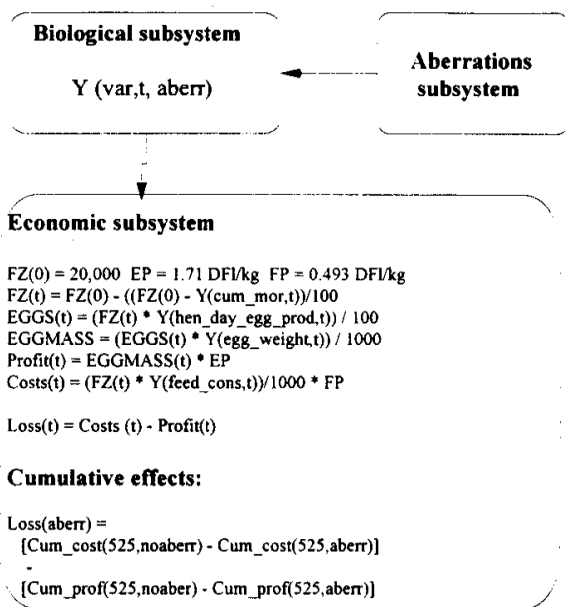 Biological subsystem
Y (var,t, aberr)
Aberrations
subsystem
Economic subsystem
FZ(0) = 20,000 EP = 1.71 DFl/kg FP = 0.493 DFl/kg
FZ(t) = FZ(0) - ((FZ(0) - Y(cum_mor,t))/100
EGGS(t) = (FZ(t) * Y(hen_day_egg_prod,t)) / 100
EGGMASS = (EGGS(t) * Y(egg_weight,t)) / 1000
Profit(t) = EGGMASS(t) * EP
Costs(t) = (FZ(t) * Y(feed_cons,t))/1000 * FP
Loss(t) = Costs (t) - Profit(t)
Cumulative effects:
Loss(aberr) =
[Cum_cost(525,noaberr) - Cum_cost(525,aberr)]
-
[Cum_prof(525,noaber) - Cum_prof(525,aberr)]